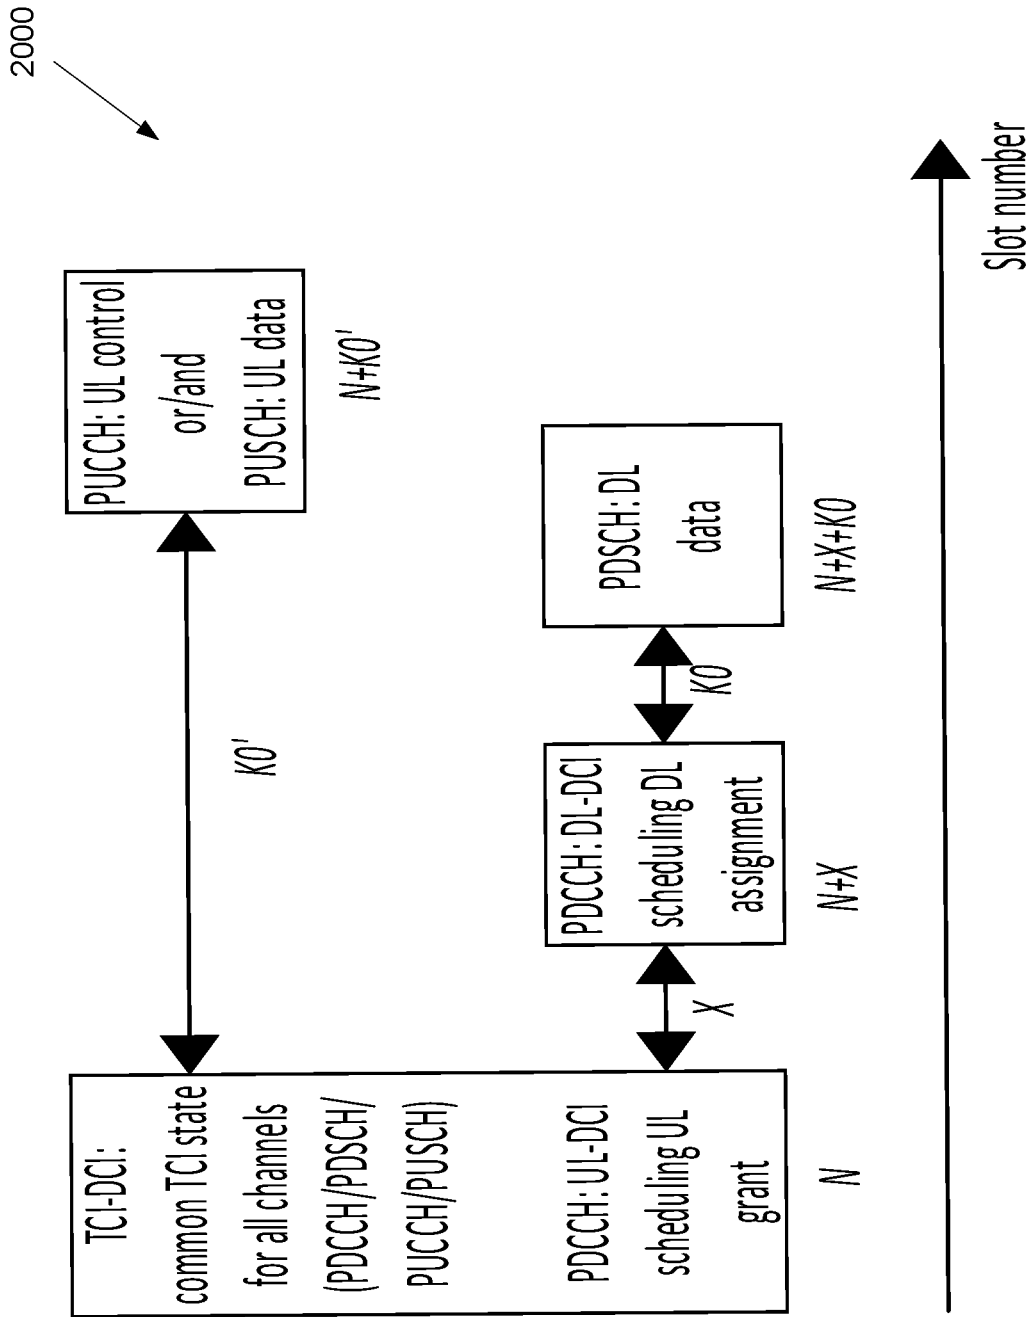 2000
TCI-DCI:
common TCI state
for all channels
(PDCCH/PDSCH/
PUCCH/PUSCH)
PDCCH: UL-DCI
scheduling UL
grant
N
K0'
PUCCH: UL control
or/and
PUSCH: UL data
N+K0'
X
PDCCH: DL-DCI
scheduling DL
assignment
N+X
K0
PDSCH: DL
data
N+X+K0
Slot number